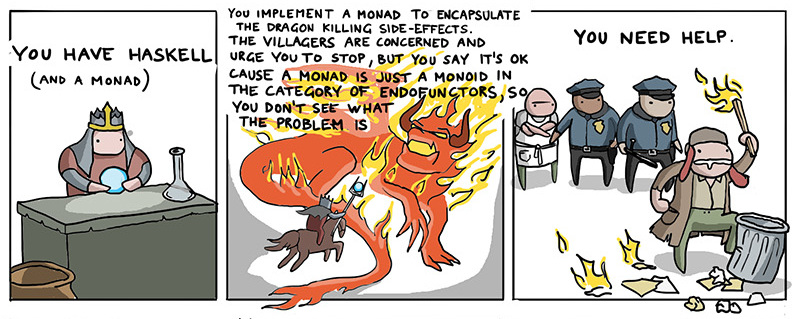 YOU HAVE HASKELL
(AND A MONAD)
YOU IMPLEMENT A MONAD TO ENCAPSULATE
THE DRAGON KILLING SIDE-EFFECTS.
THE VILLAGERS ARE CONCERNED AND
URGE YOU TO STOP, BUT YOU SAY IT'S OK
CAUSE A MONAD IS JUST A MONOID IN
THE CATEGORY OF ENDOFUNCTORS, SO
YOU DON'T SEE WHAT
THE PROBLEM IS
YOU NEED HELP.